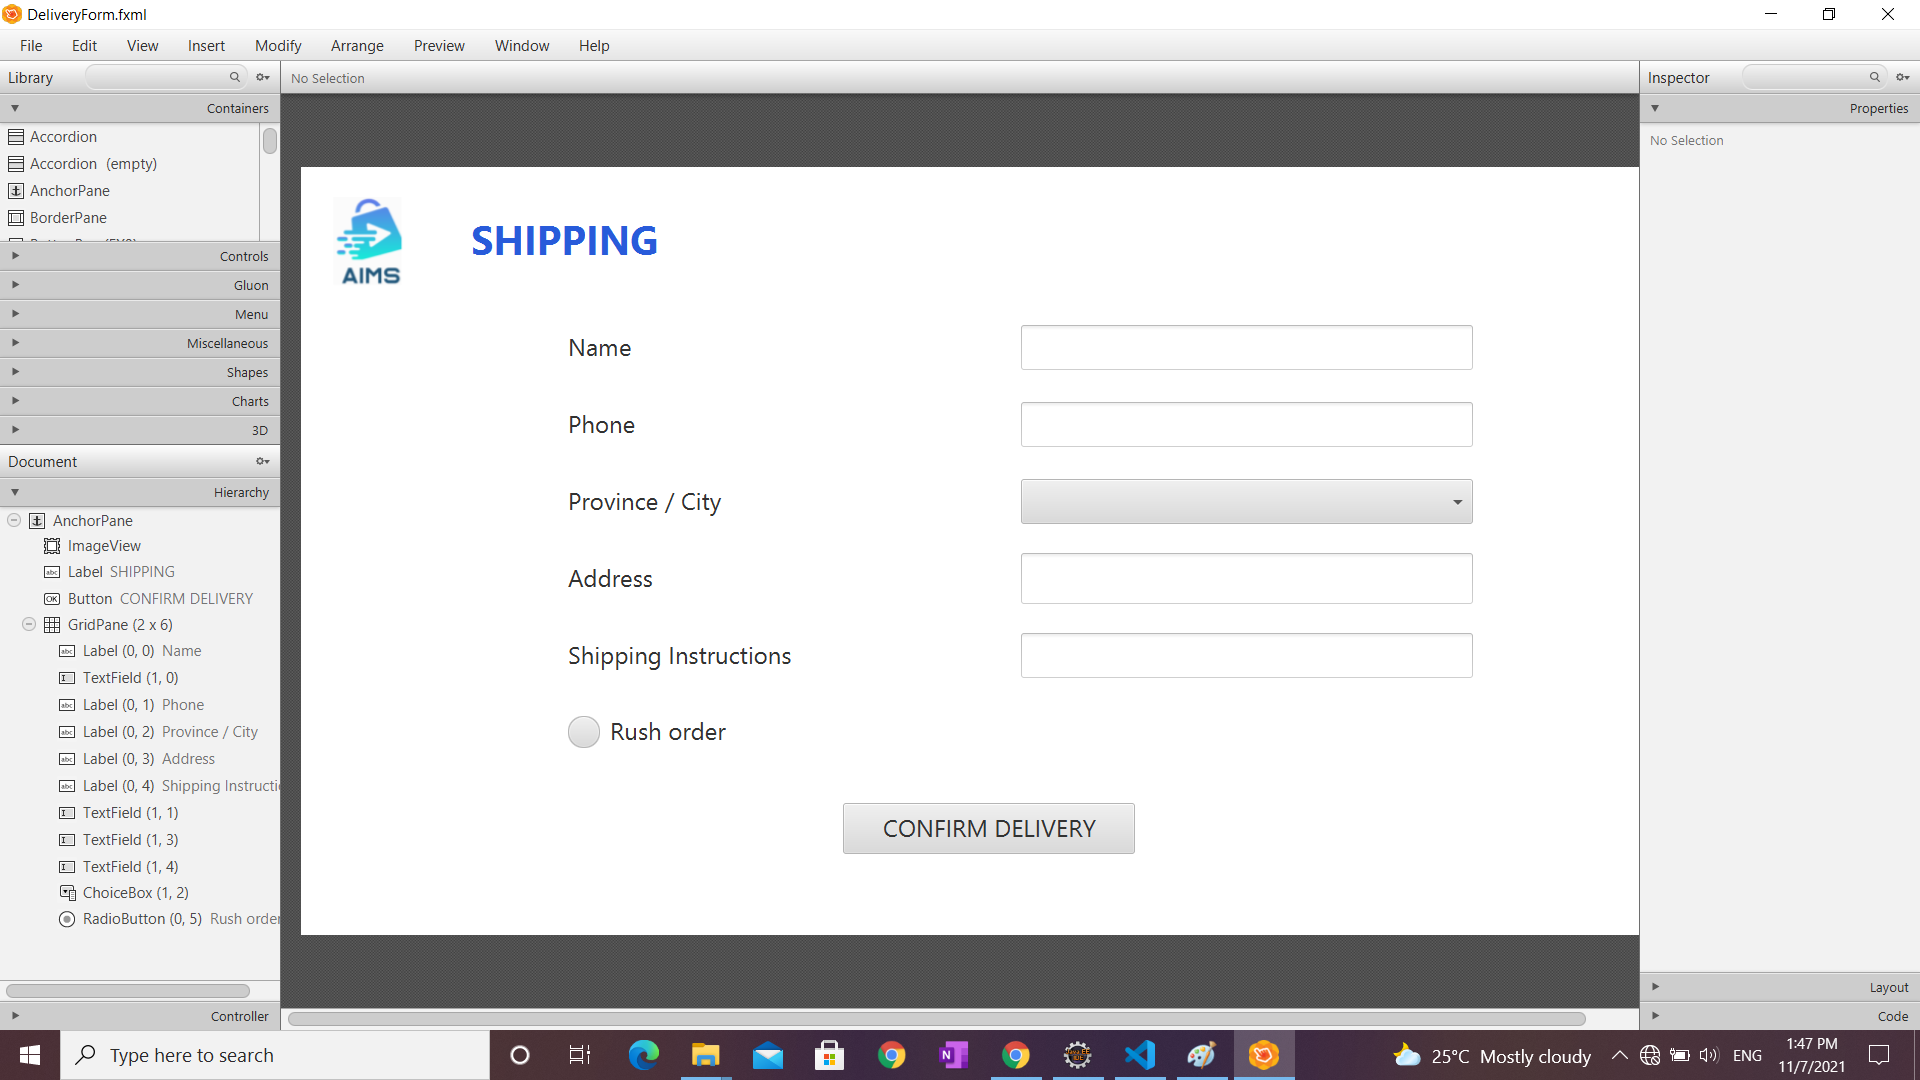 DeliveryForm.fxml
File Edit View Insert Modify Arrange Preview Window Help
Library
No Selection
Inspector
Containers
Accordion
Accordion (empty)
AnchorPane
BorderPane
Controls
Gluon
Menu
Miscellaneous
Shapes
Charts
3D
Document
Hierarchy
AnchorPane
ImageView
Label SHIPPING
Button CONFIRM DELIVERY
GridPane (2 x 6)
Label (0, 0) Name
TextField (1, 0)
Label (0, 1) Phone
Label (0, 2) Province / City
Label (0, 3) Address
Label (0, 4) Shipping Instructi
TextField (1, 1)
TextField (1, 3)
TextField (1, 4)
ChoiceBox (1, 2)
RadioButton (0, 5) Rush order
Controller
AIMS
SHIPPING
Name
Phone
Province / City
Address
Shipping Instructions
Rush order
CONFIRM DELIVERY
Properties
No Selection
Layout
Code
Type here to search
25°C Mostly cloudy
ENG
1:47 PM
11/7/2021